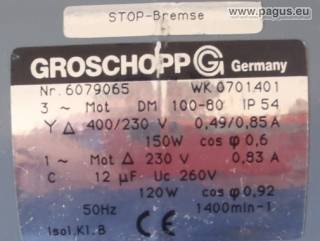 www.pagus.eu
STOP-Bremse
GROSCHOPP G Germany
Nr. 6079065 WK 0701401
3 ~ Mot DM 100-80 IP 54
Y Δ 400/230 V 0,49/0,85 A
150W cos φ 0,6
1 ~ Mot Δ 230 V 0,83 A
C 12 µF Uc 260V
120W cos φ 0,92
50Hz 1400min-1
Isol.Kl.B CE